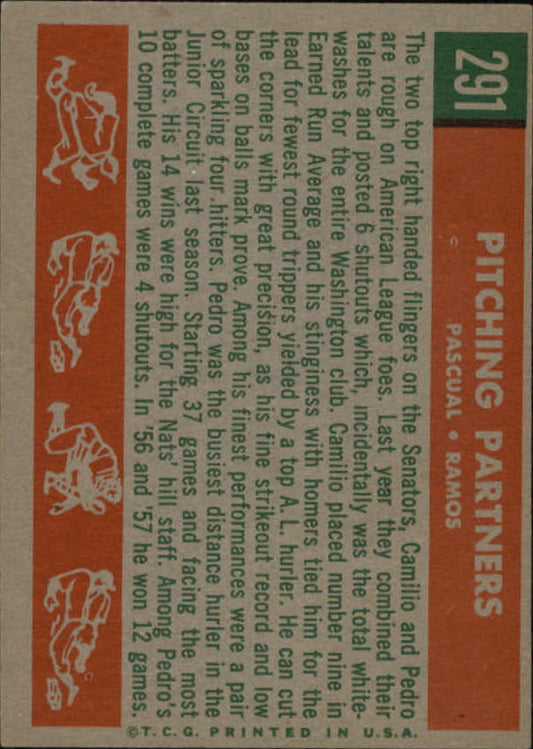 291
PITCHING PARTNERS
PASCUAL • RAMOS
The two top right handed flingers on the Senators, Camilio and Pedro
are rough on American League foes. Last year they combined their
talents and posted 6 shutouts which, incidentally was the total white-
washes for the entire Washington club. Camilio placed number nine in
Earned Run Average and his stinginess with homers tied him for the
lead for fewest round trippers yielded by a top A.L. hurler. He can cut
the corners with great precision, as his fine strikeout record and low
bases on balls mark prove. Among his finest performances were a pair
of sparkling four hitters. Pedro was the busiest distance hurler in the
Junior Circuit last season. Starting 37 games and facing the most
batters. His 14 wins were high for the Nats' hill staff. Among Pedro's
10 complete games were 4 shutouts. In '56 and '57 he won 12 games.
©T.C.G. PRINTED IN U.S.A.